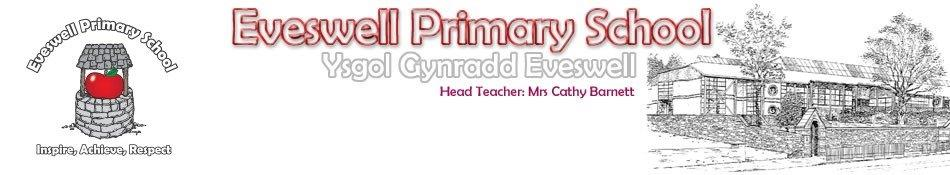 Eveswell Primary School
Inspire, Achieve, Respect
Eveswell Primary School
Ysgol Gynradd Eveswell
Head Teacher: Mrs Cathy Barnett